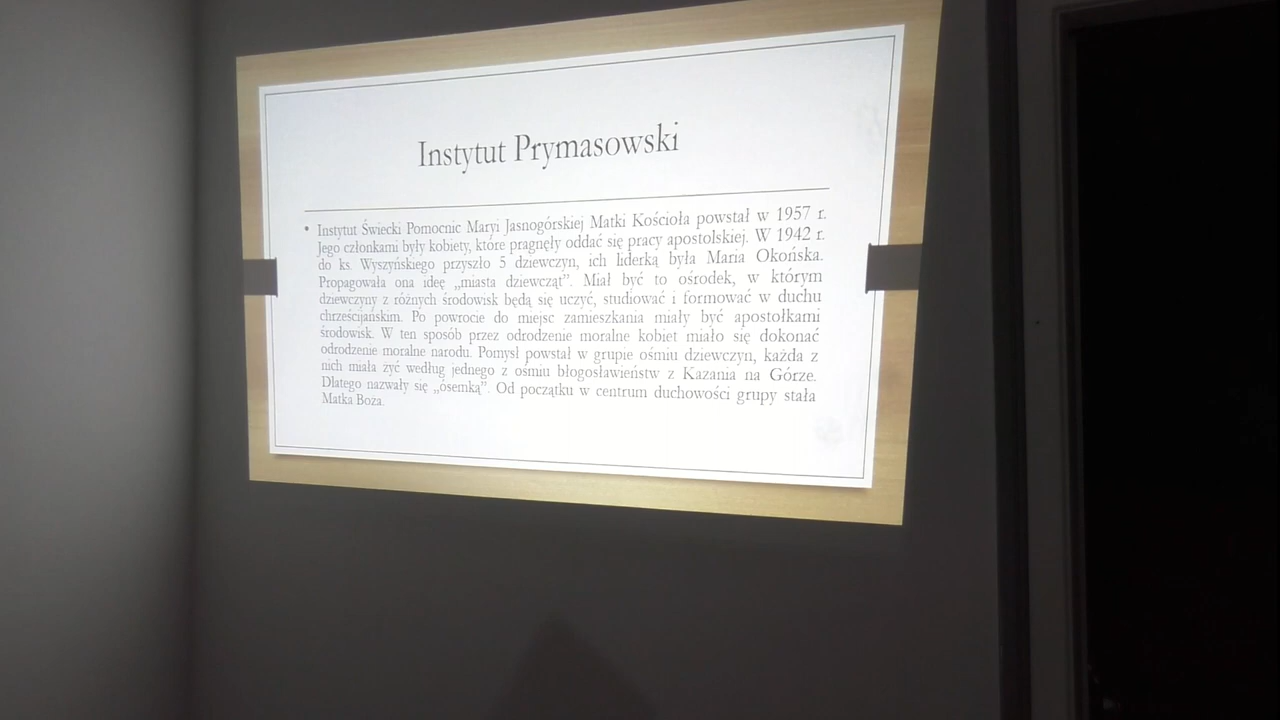 Instytut Prymasowski
• Instytut Świecki Pomocnic Maryi Jasnogórskiej Matki Kościoła powstał w 1957 r.
Jego członkami były kobiety, które pragnęły oddać się pracy apostolskiej. W 1942 r.
do ks. Wyszyńskiego przyszło 5 dziewczyn, ich liderką była Maria Okońska.
Propagowała ona ideę „miasta dziewcząt”. Miał być to ośrodek, w którym
dziewczyny z różnych środowisk będą się uczyć, studiować i formować w duchu
chrześcijańskim. Po powrocie do miejsc zamieszkania miały być apostołkami
środowisk. W ten sposób przez odrodzenie moralne kobiet miało się dokonać
odrodzenie moralne narodu. Pomysł powstał w grupie ośmiu dziewczyn, każda z
nich miała żyć według jednego z ośmiu błogosławieństw z Kazania na Górze.
Dlatego nazwały się „ósemką”. Od początku w centrum duchowości grupy stała
Matka Boża.